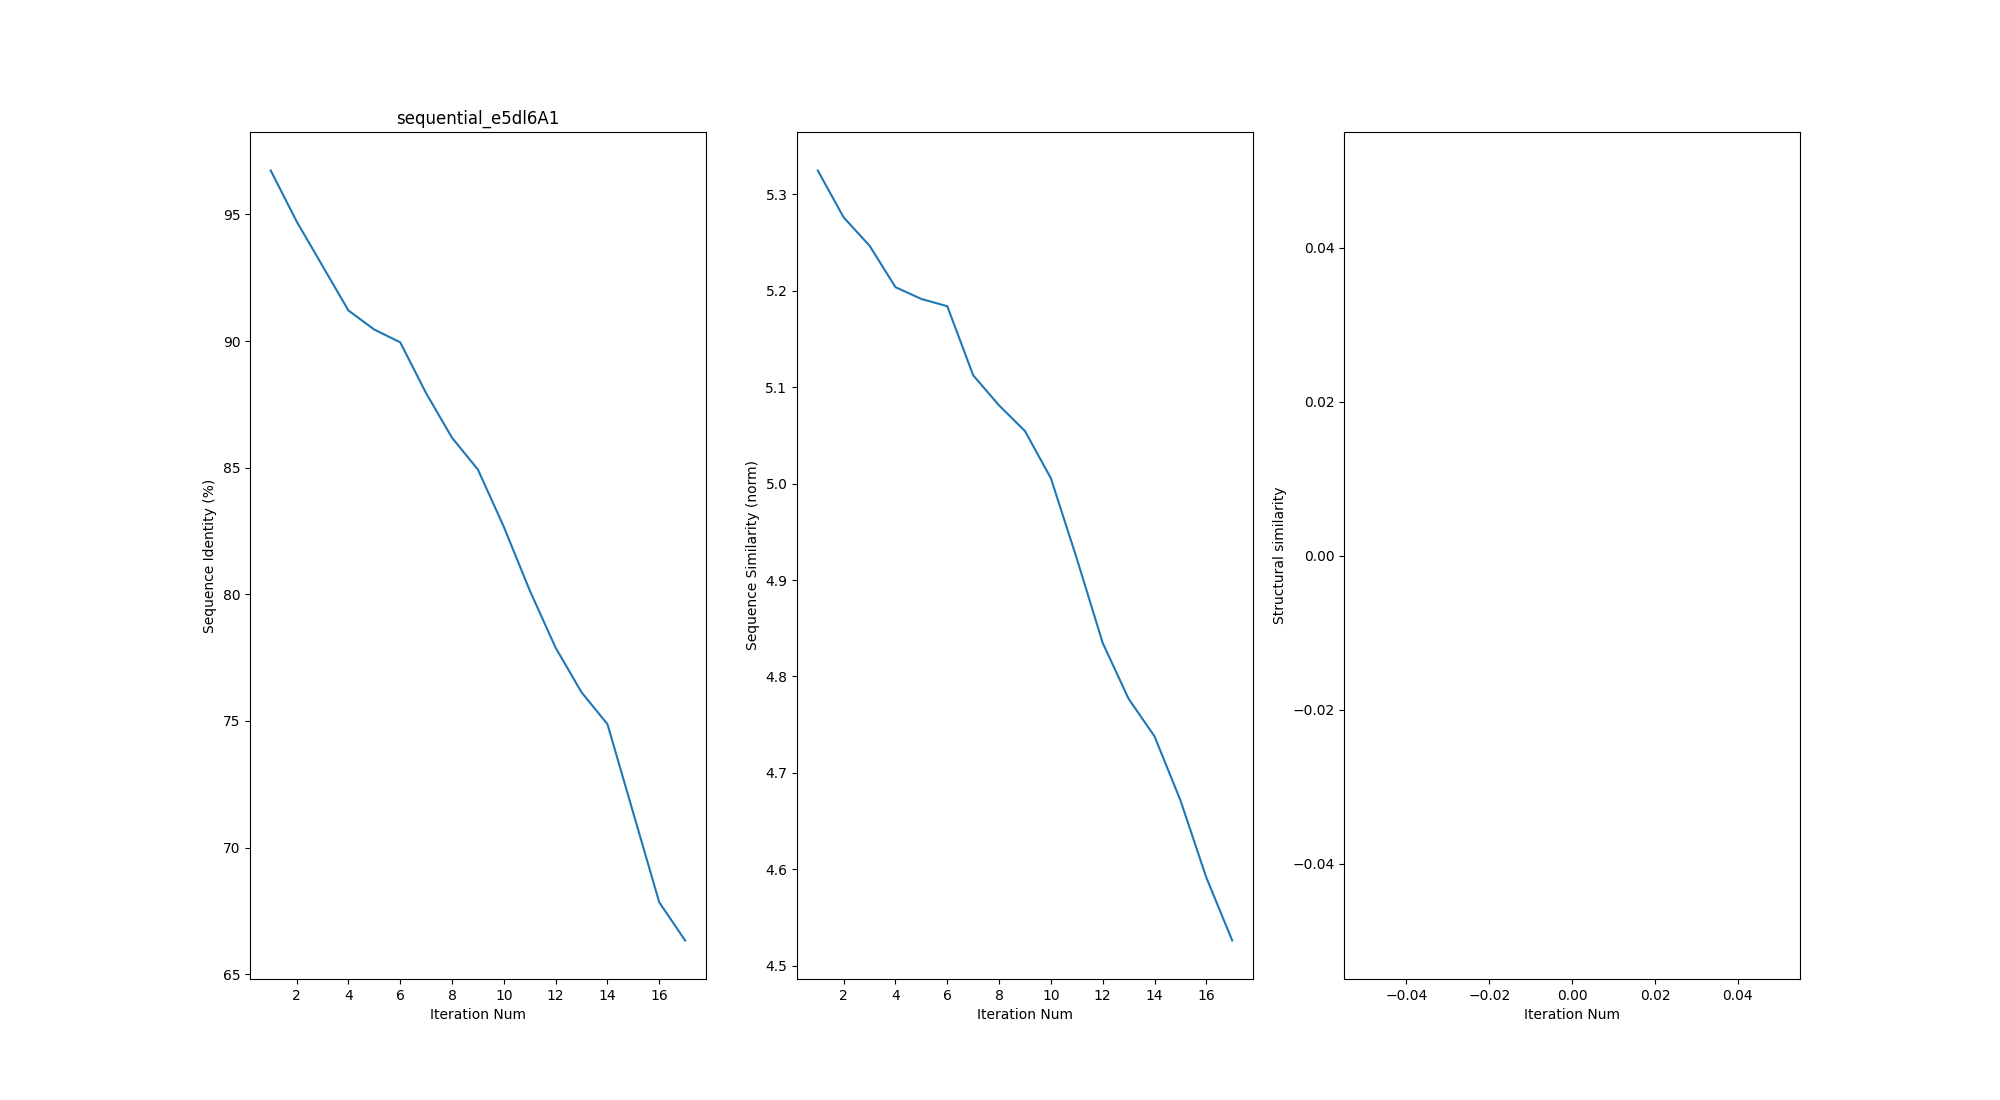 sequential_e5dl6A1
Sequence Identity (%)
95
90
85
80
75
70
65
2 4 6 8 10 12 14 16
Iteration Num
Sequence Similarity (norm)
5.3
5.2
5.1
5.0
4.9
4.8
4.7
4.6
4.5
2 4 6 8 10 12 14 16
Iteration Num
Structural similarity
0.04
0.02
0.00
−0.02
−0.04
−0.04 −0.02 0.00 0.02 0.04
Iteration Num